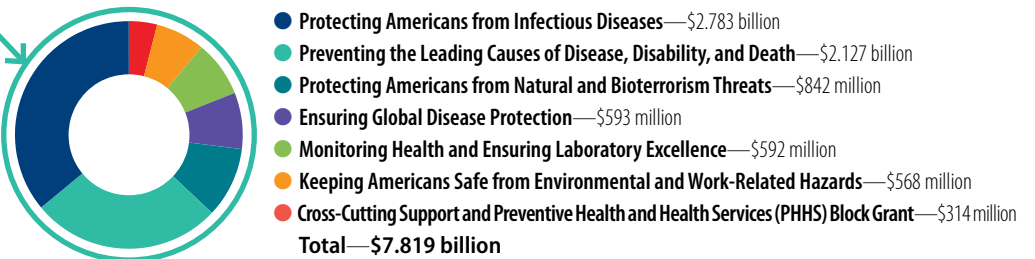 Protecting Americans from Infectious Diseases—$2.783 billion
Preventing the Leading Causes of Disease, Disability, and Death—$2.127 billion
Protecting Americans from Natural and Bioterrorism Threats—$842 million
Ensuring Global Disease Protection—$593 million
Monitoring Health and Ensuring Laboratory Excellence—$592 million
Keeping Americans Safe from Environmental and Work-Related Hazards—$568 million
Cross-Cutting Support and Preventive Health and Health Services (PHHS) Block Grant—$314 million
Total—$7.819 billion